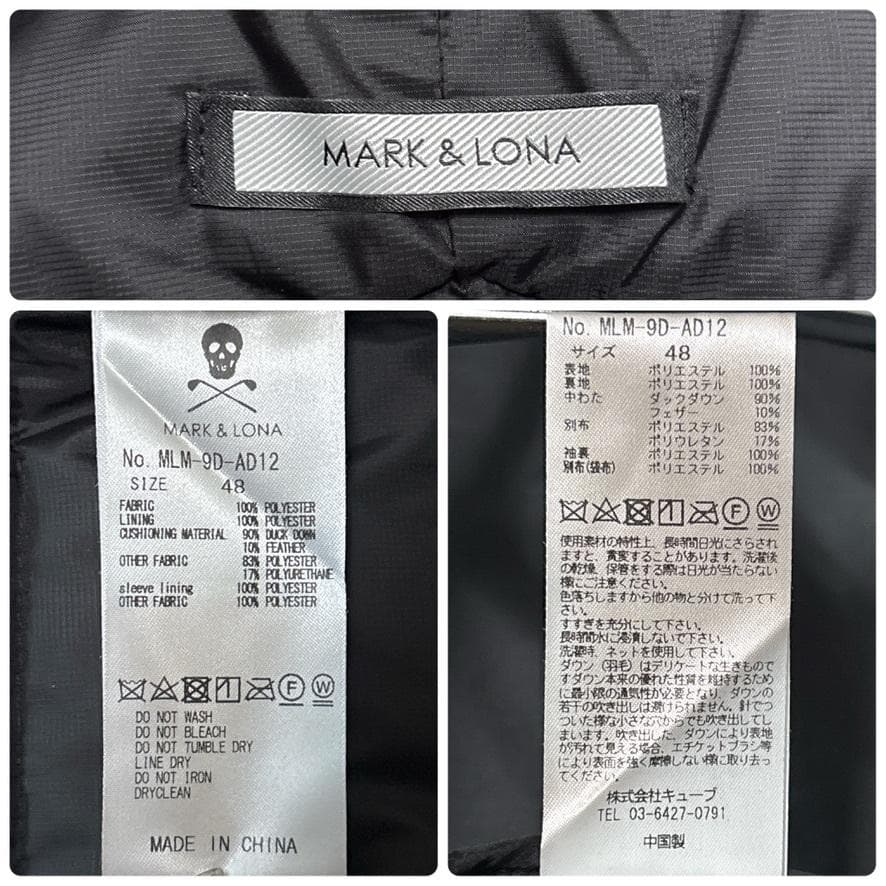 MARK & LONA
MARK & LONA
No. MLM-9D-AD12
SIZE 48
FABRIC 100% POLYESTER
LINING 100% POLYESTER
CUSHIONING MATERIAL 90% DUCK DOWN
10% FEATHER
OTHER FABRIC 83% POLYESTER
17% POLYURETHANE
sleeve lining 100% POLYESTER
OTHER FABRIC 100% POLYESTER
F W
DO NOT WASH
DO NOT BLEACH
DO NOT TUMBLE DRY
LINE DRY
DO NOT IRON
DRYCLEAN
MADE IN CHINA
No. MLM-9D-AD12
サイズ 48
表地 ポリエステル 100%
裏地 ポリエステル 100%
中わた ダックダウン 90%
フェザー 10%
別布 ポリエステル 83%
ポリウレタン 17%
袖裏 ポリエステル 100%
別布(袋布) ポリエステル 100%
F W
使用素材の特性上、長時間日光にさらされ
ますと、黄変することがあります。洗濯後
の乾燥、保管をする際は日光が当たらない
様にご注意ください。
色落ちしますから他の物と分けて洗って下
さい。
すすぎを充分にして下さい。
長時間水に浸漬しないで下さい。
洗濯時、ネットを使用して下さい。
ダウン（羽毛）はデリケートな生きもので
すダウン本来の優れた性質を維持するため
に最小限の通気性が必要となり、ダウンの
若干の吹き出しは避けられません。針でつ
ついた様な小さな穴からでも吹き出してし
まいます。吹き出した、ダウンにより表地
が汚れて見える場合、エチケットブラシ等
により表面を強く摩擦しない様に取り去っ
てください。
株式会社キューブ
TEL 03-6427-0791
中国製